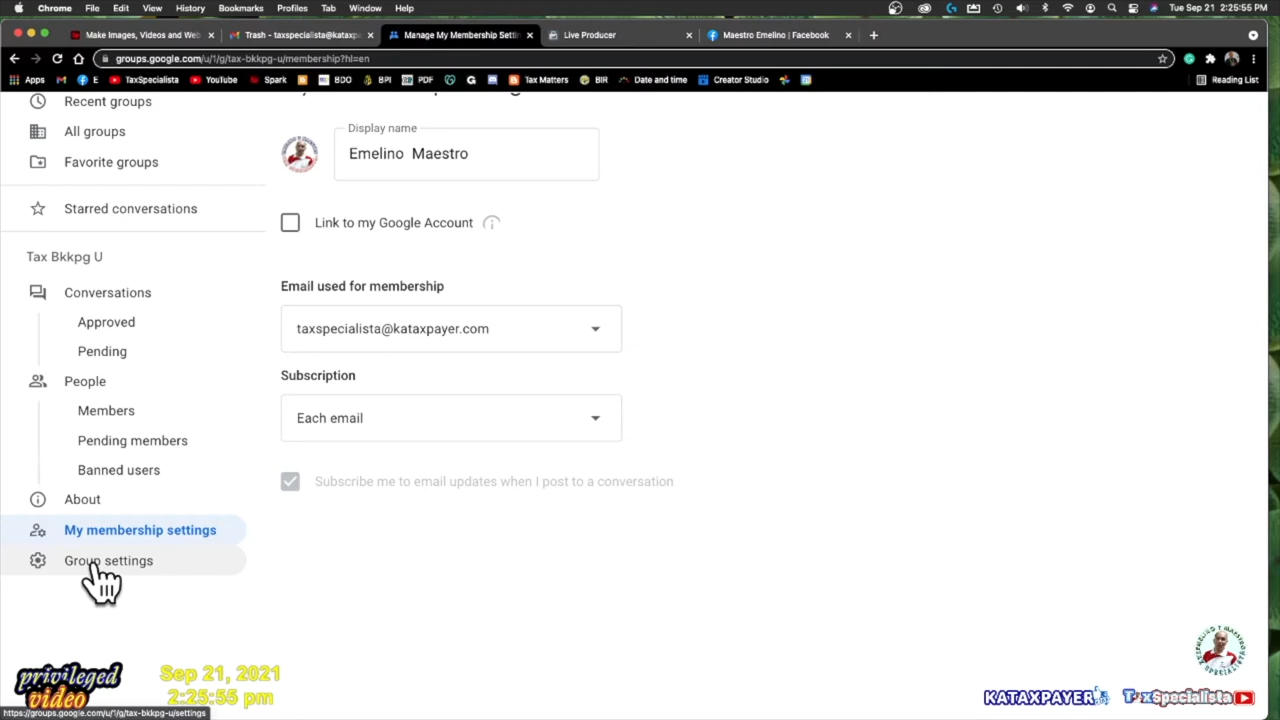 Chrome File Edit View History Bookmarks Profiles Tab Window Help Tue Sep 21 2:25:55 PM
Make Images, Videos and Web Trash - taxspecialista@kataxp Manage My Membership Settin Live Producer Maestro Emelino | Facebook
groups.google.com/u/1/g/tax-bkkpg-u/membership?hl=en
Apps E TaxSpecialista YouTube Spark BDO BPI PDF Tax Matters BIR Date and time Creator Studio Reading List
Recent groups
All groups
Favorite groups
Starred conversations
Tax Bkkpg U
Conversations
Approved
Pending
People
Members
Pending members
Banned users
About
My membership settings
Group settings
Display name
Emelino Maestro
Link to my Google Account
Email used for membership
taxspecialista@kataxpayer.com
Subscription
Each email
Subscribe me to email updates when I post to a conversation
privileged
video
Sep 21, 2021
2:25:55 pm
KATAXPAYER TaxSpecialista
https://groups.google.com/u/1/g/tax-bkkpg-u/settings